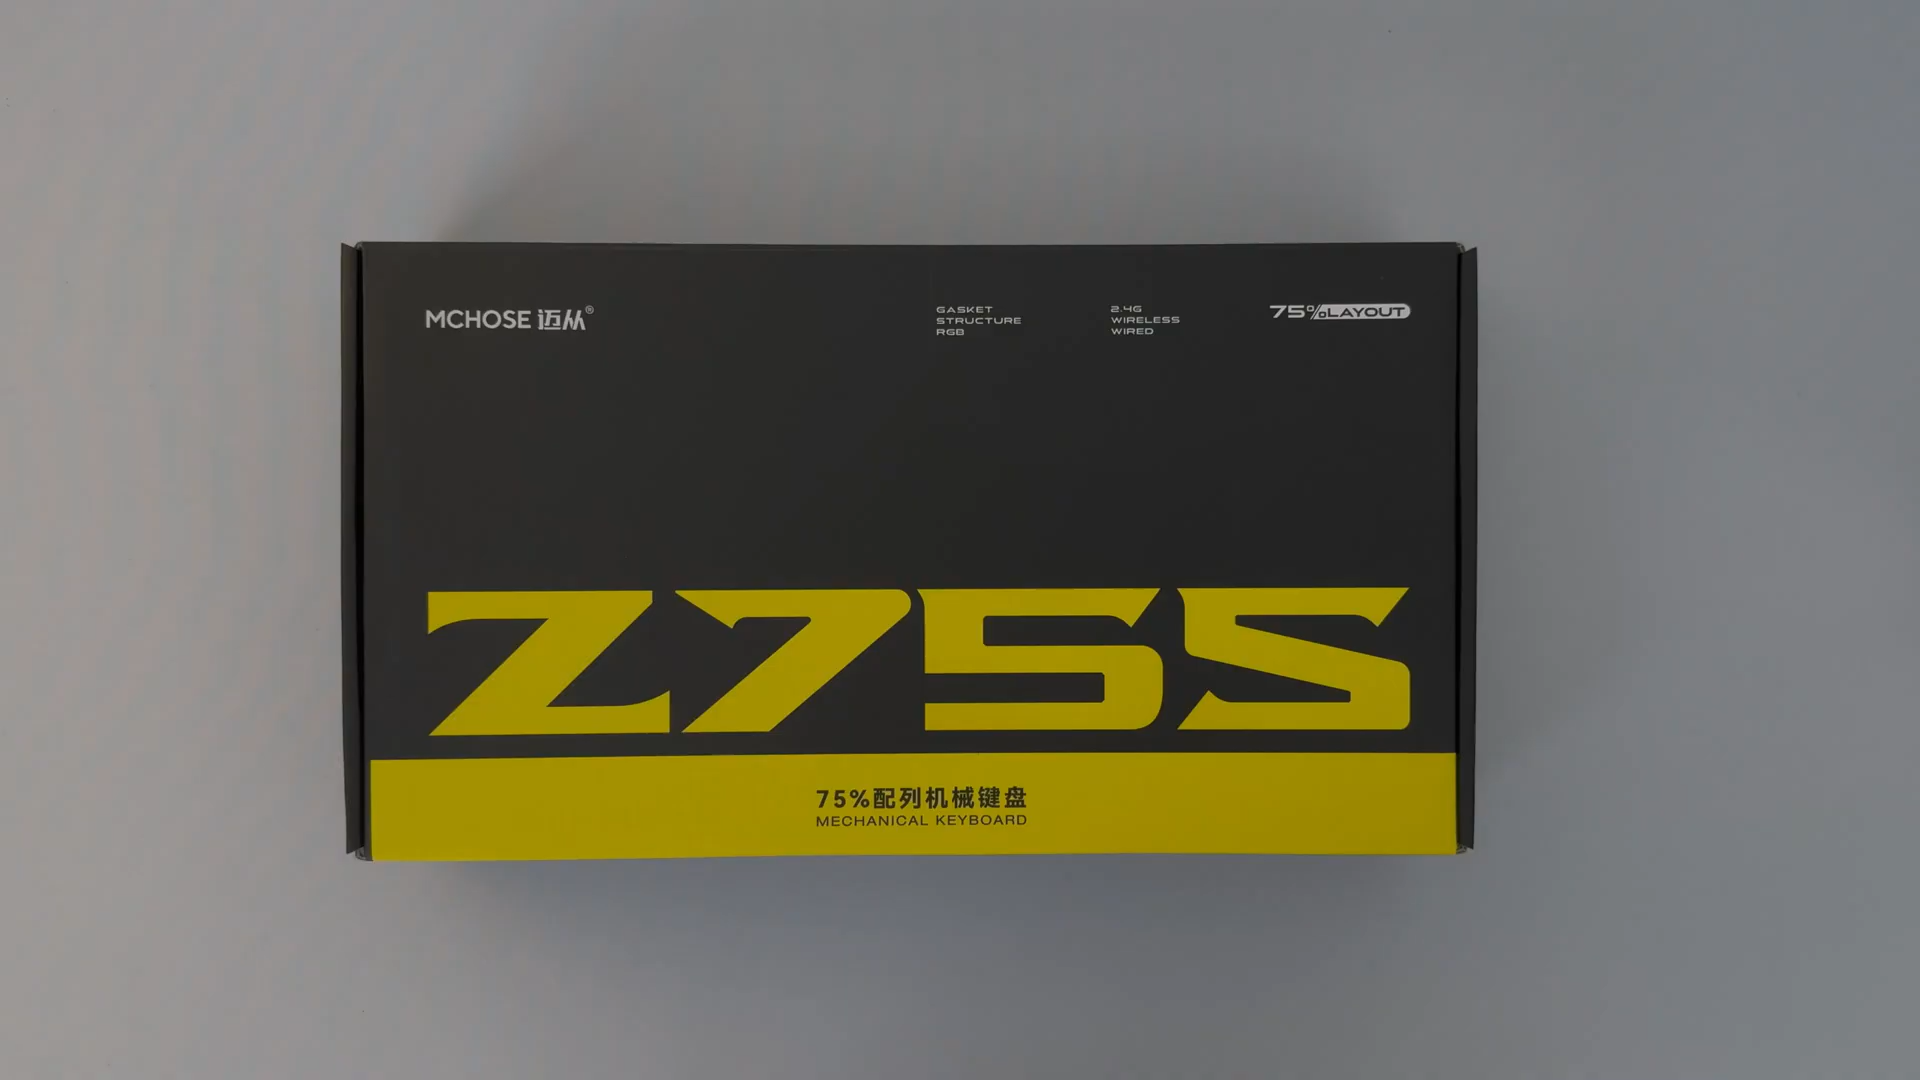 MCHOSE 迈从®
GASKET
STRUCTURE
RGB
2.4G
WIRELESS
WIRED
75%LAYOUT
Z75S
75%配列机械键盘
MECHANICAL KEYBOARD